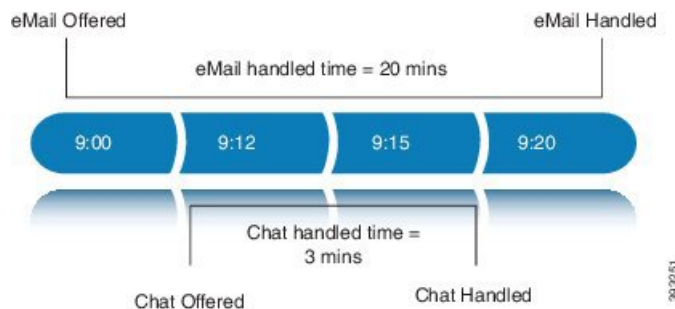 eMail Offered
eMail Handled
eMail handled time = 20 mins
9:00
9:12
9:15
9:20
Chat handled time =
3 mins
Chat Offered
Chat Handled
393251